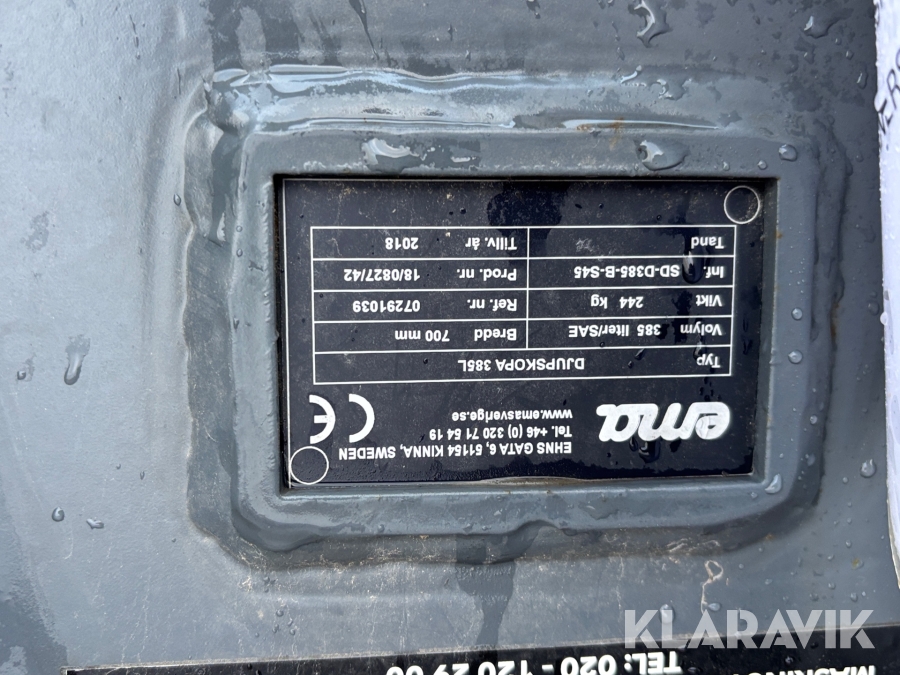 MASKINC
TEL: 020 - 120 29 00
EHNS GATA 6, 51154 KINNA, SWEDEN
Tel. +46 (0) 320 71 54 19
www.emasverige.se
ema
CE
Typ DJUPSKOPA 385L
Volym 385 liter/SAE Bredd 700 mm
Vikt 244 kg Ref. nr. 07291039
Inf. SD-D385-B-S45 Prod. nr. 18/0827/42
Tand Tillv. år 2018
KLARAVIK